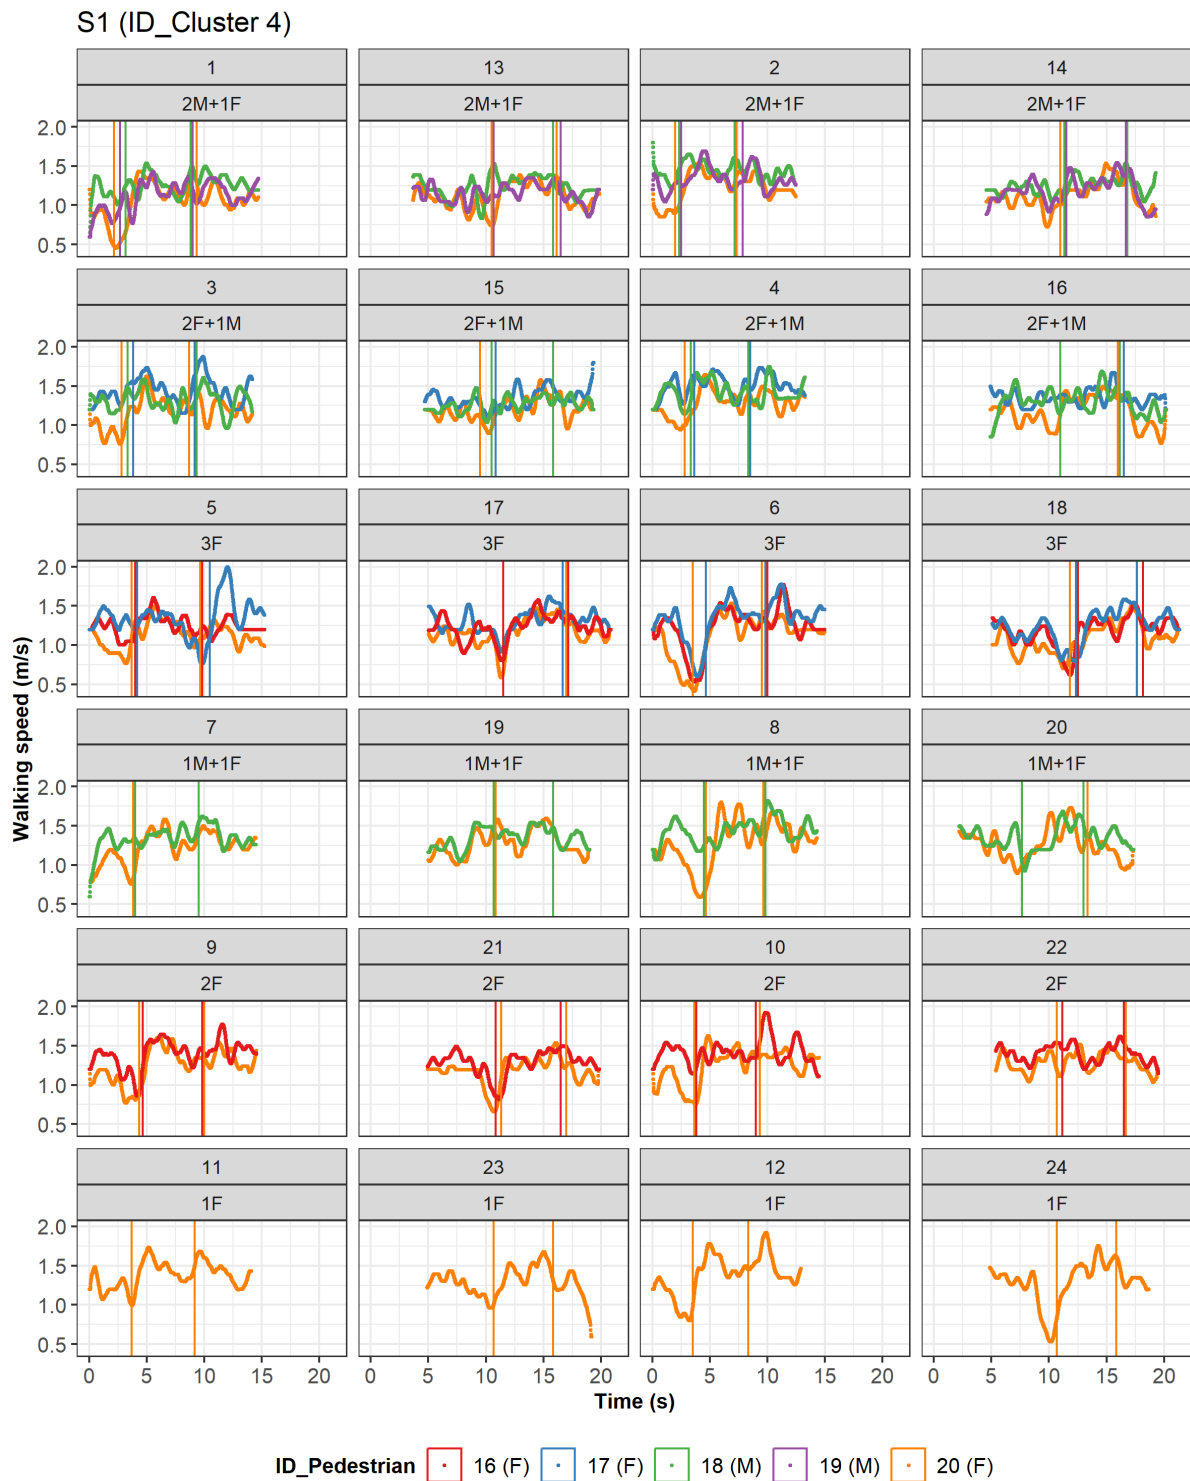 S1 (ID_Cluster 4)
1 13 2 14
2M+1F 2M+1F 2M+1F 2M+1F
2.0
1.5
1.0
0.5
3 15 4 16
2F+1M 2F+1M 2F+1M 2F+1M
2.0
1.5
1.0
0.5
5 17 6 18
3F 3F 3F 3F
2.0
1.5
1.0
0.5
Walking speed (m/s)
7 19 8 20
1M+1F 1M+1F 1M+1F 1M+1F
2.0
1.5
1.0
0.5
9 21 10 22
2F 2F 2F 2F
2.0
1.5
1.0
0.5
11 23 12 24
1F 1F 1F 1F
2.0
1.5
1.0
0.5
0 5 10 15 20 0 5 10 15 20 0 5 10 15 20 0 5 10 15 20
Time (s)
ID_Pedestrian 16 (F) 17 (F) 18 (M) 19 (M) 20 (F)